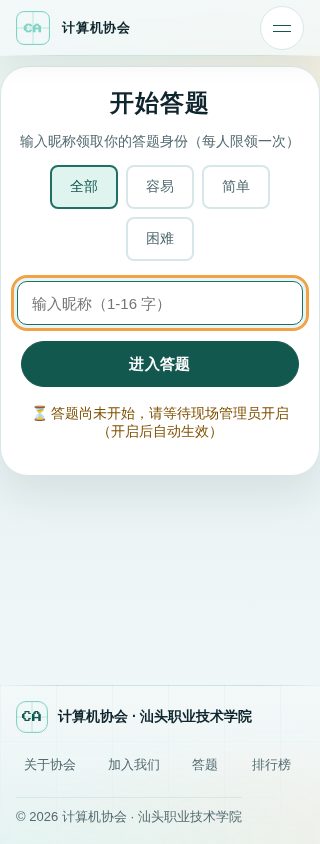 CA 计算机协会
开始答题
输入昵称领取你的答题身份（每人限领一次）
全部 容易 简单
困难
输入昵称（1-16 字）
进入答题
⏳ 答题尚未开始，请等待现场管理员开启
（开启后自动生效）
CA 计算机协会 · 汕头职业技术学院
关于协会 加入我们 答题 排行榜
© 2026 计算机协会 · 汕头职业技术学院